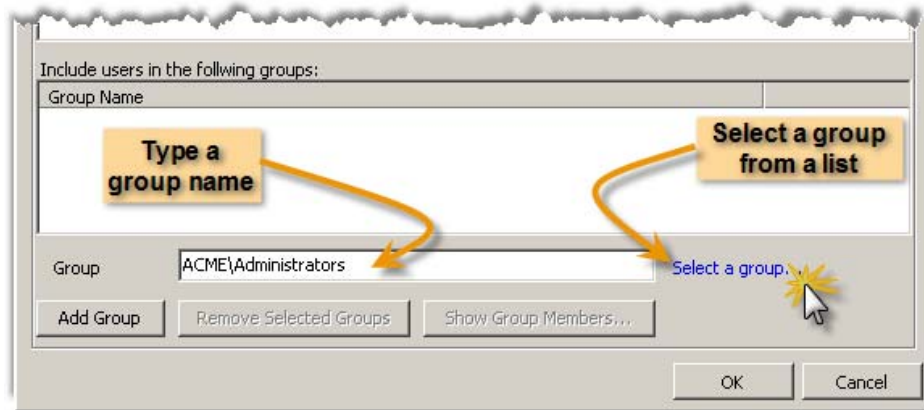 Include users in the follwing groups:
Group Name
Type a
group name
Select a group
from a list
Group
ACME\Administrators
Select a group...
Add Group
Remove Selected Groups
Show Group Members...
OK
Cancel